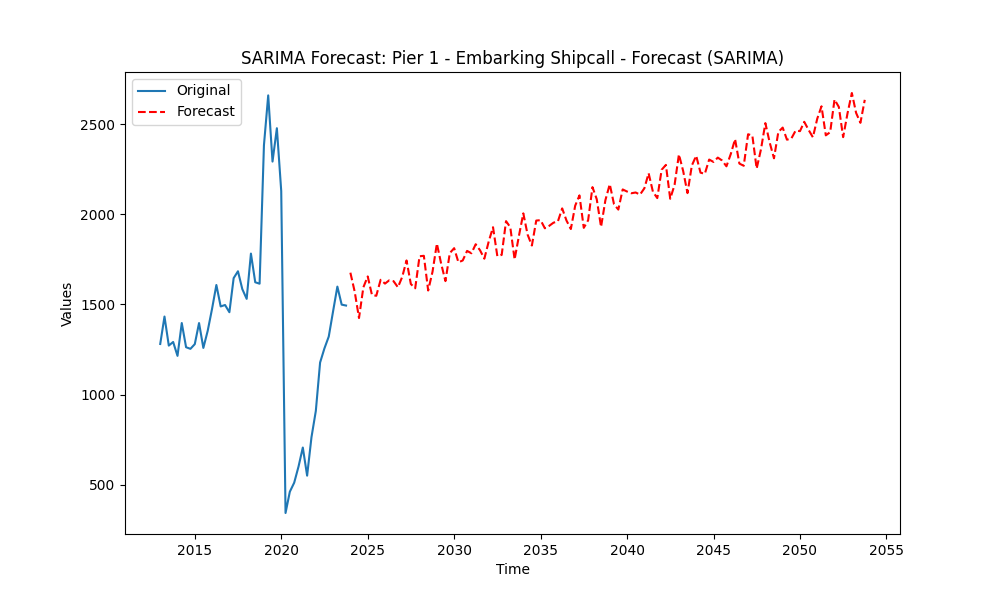 SARIMA Forecast: Pier 1 - Embarking Shipcall - Forecast (SARIMA)
Original
Forecast
2500
2000
1500
1000
500
Values
2015 2020 2025 2030 2035 2040 2045 2050 2055
Time